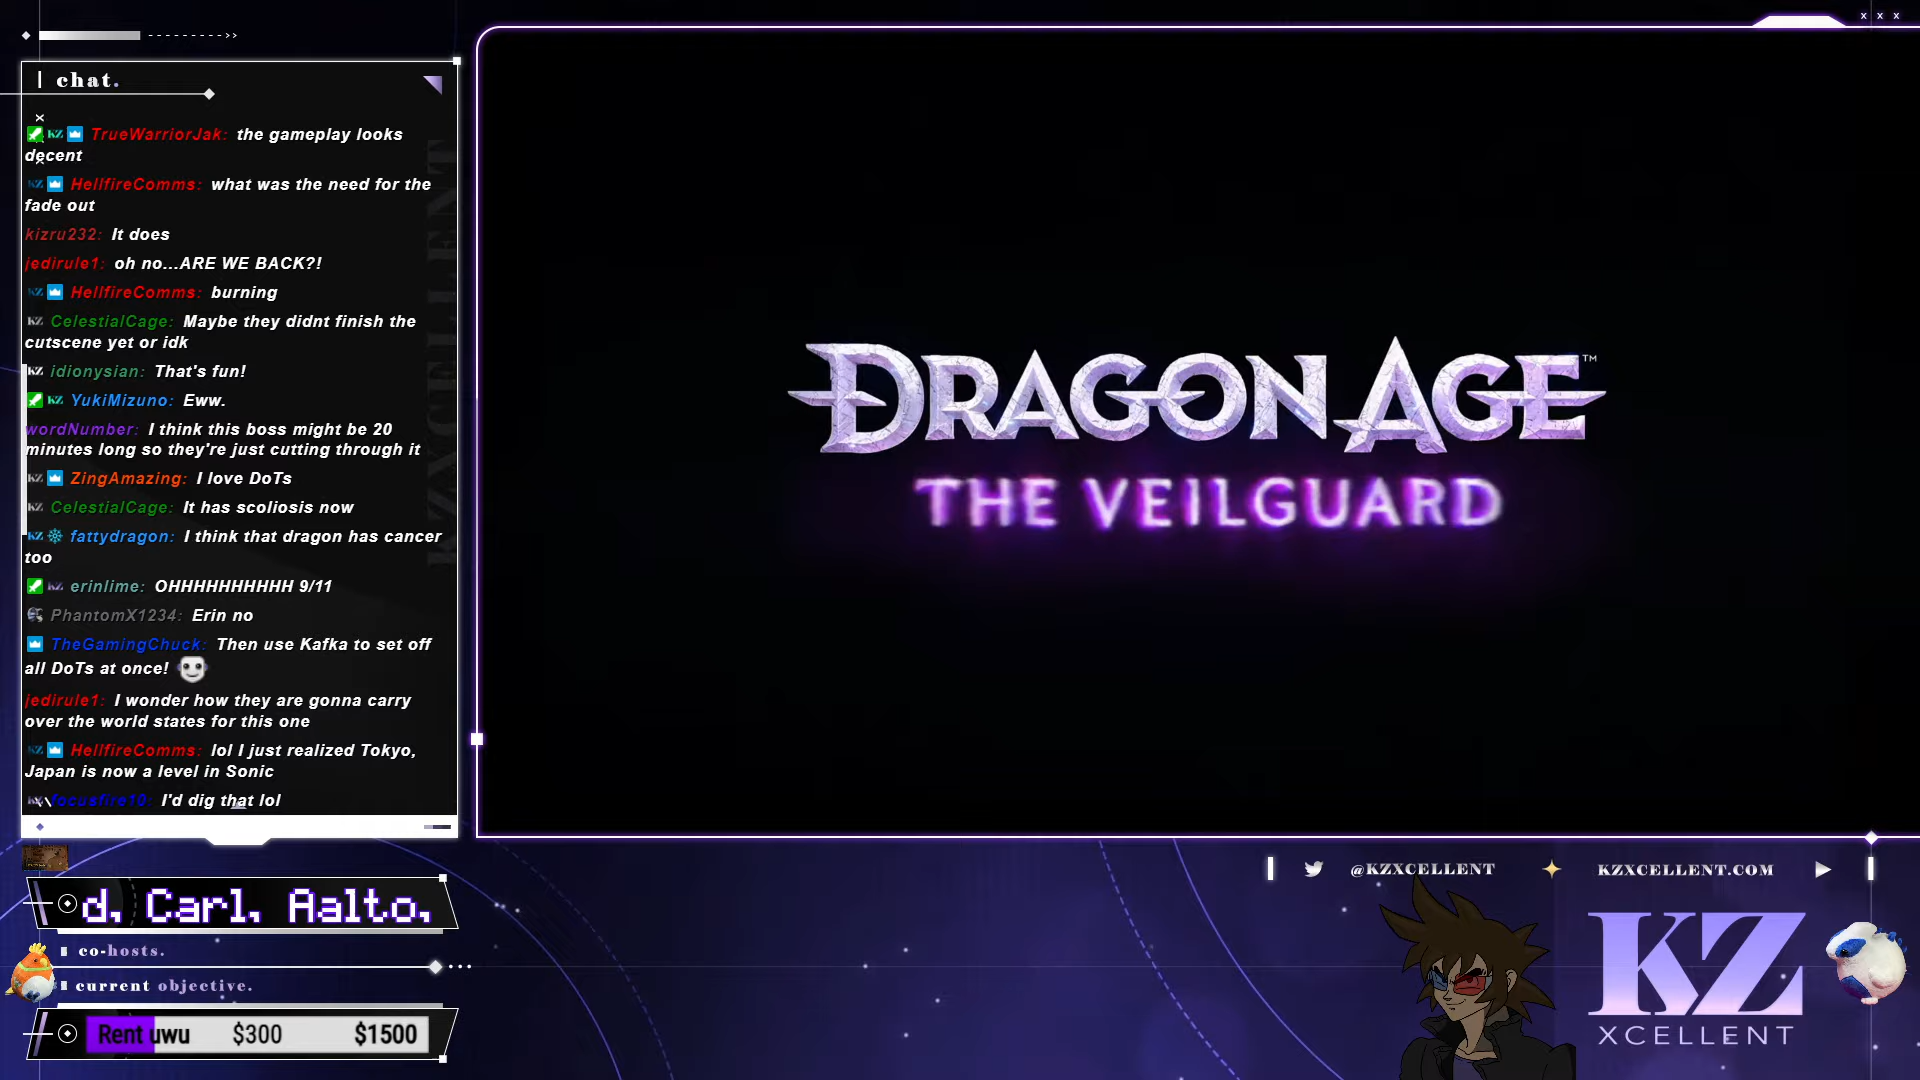 x x x
chat.
TrueWarriorJak: the gameplay looks
decent
HellfireComms: what was the need for the
fade out
kizru232: It does
jedirule1: oh no...ARE WE BACK?!
HellfireComms: burning
CelestialCage: Maybe they didnt finish the
cutscene yet or idk
idionysian: That's fun!
YukiMizuno: Eww.
wordNumber: I think this boss might be 20
minutes long so they're just cutting through it
ZingAmazing: I love DoTs
CelestialCage: It has scoliosis now
fattydragon: I think that dragon has cancer
too
erinlime: OHHHHHHHHHH 9/11
PhantomX1234: Erin no
TheGamingChuck: Then use Kafka to set off
all DoTs at once!
jedirule1: I wonder how they are gonna carry
over the world states for this one
HellfireComms: lol I just realized Tokyo,
Japan is now a level in Sonic
focusfire10: I'd dig that lol
KZXCELLENT
DRAGON AGE™
THE VEILGUARD
@KZXCELLENT
KZXCELLENT.COM
d, Carl, Aalto,
co-hosts.
current objective.
Rent uwu $300 $1500
KZ
XCELLENT